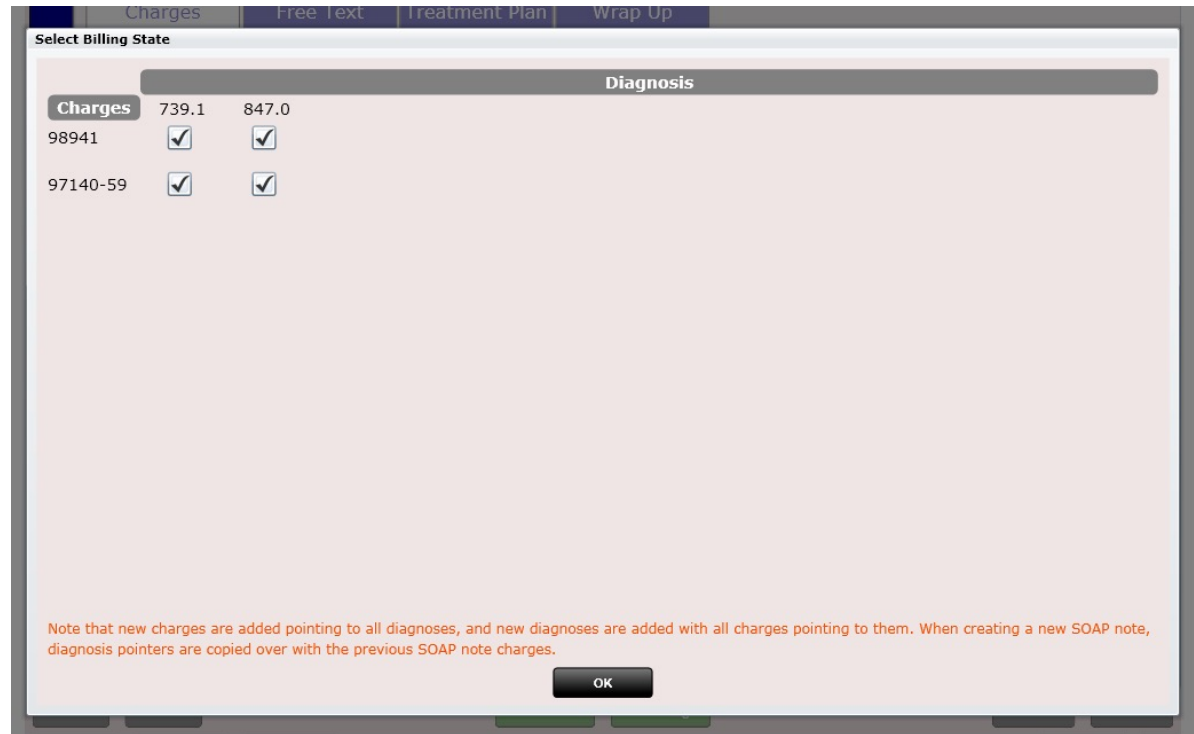 Charges Free Text Treatment Plan Wrap Up
Select Billing State
Diagnosis
Charges 739.1 847.0
98941
97140-59
Note that new charges are added pointing to all diagnoses, and new diagnoses are added with all charges pointing to them. When creating a new SOAP note,
diagnosis pointers are copied over with the previous SOAP note charges.
OK